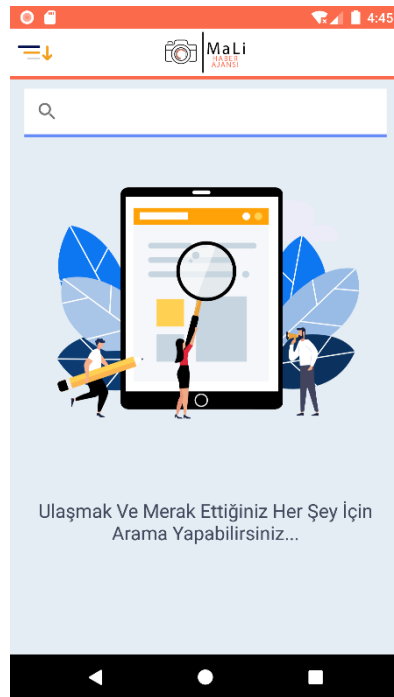 4:45
MaLi
HABER
AJANSI
Ulaşmak Ve Merak Ettiğiniz Her Şey İçin
Arama Yapabilirsiniz...